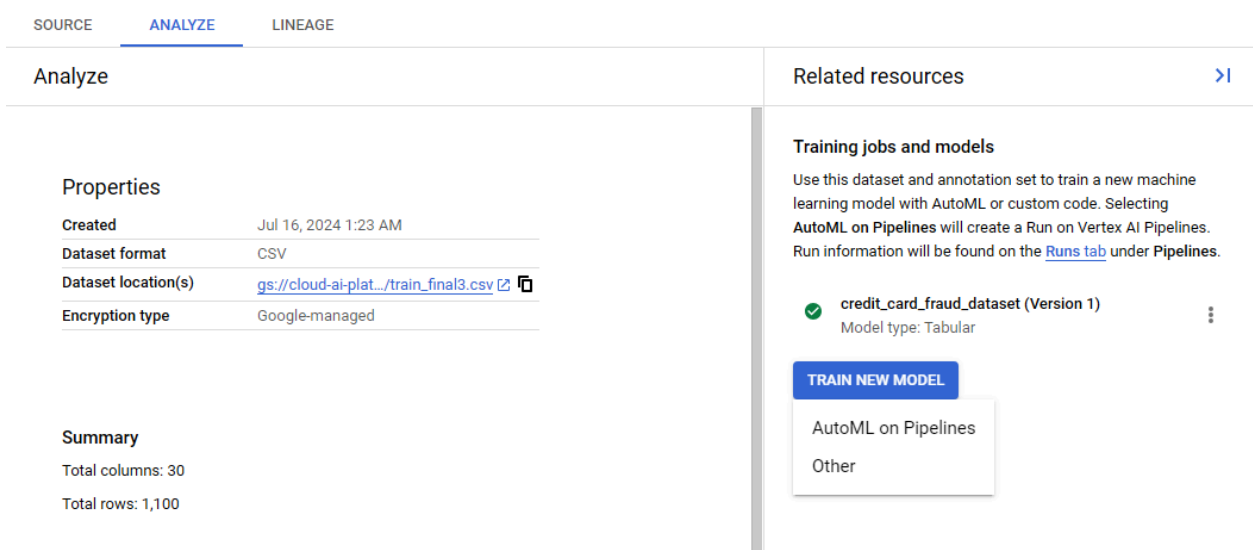 SOURCE
ANALYZE
LINEAGE
Analyze
Properties
Created Jul 16, 2024 1:23 AM
Dataset format CSV
Dataset location(s) gs://cloud-ai-plat.../train_final3.csv
Encryption type Google-managed
Summary
Total columns: 30
Total rows: 1,100
Related resources
Training jobs and models
Use this dataset and annotation set to train a new machine
learning model with AutoML or custom code. Selecting
AutoML on Pipelines will create a Run on Vertex AI Pipelines.
Run information will be found on the Runs tab under Pipelines.
credit_card_fraud_dataset (Version 1)
Model type: Tabular
TRAIN NEW MODEL
AutoML on Pipelines
Other